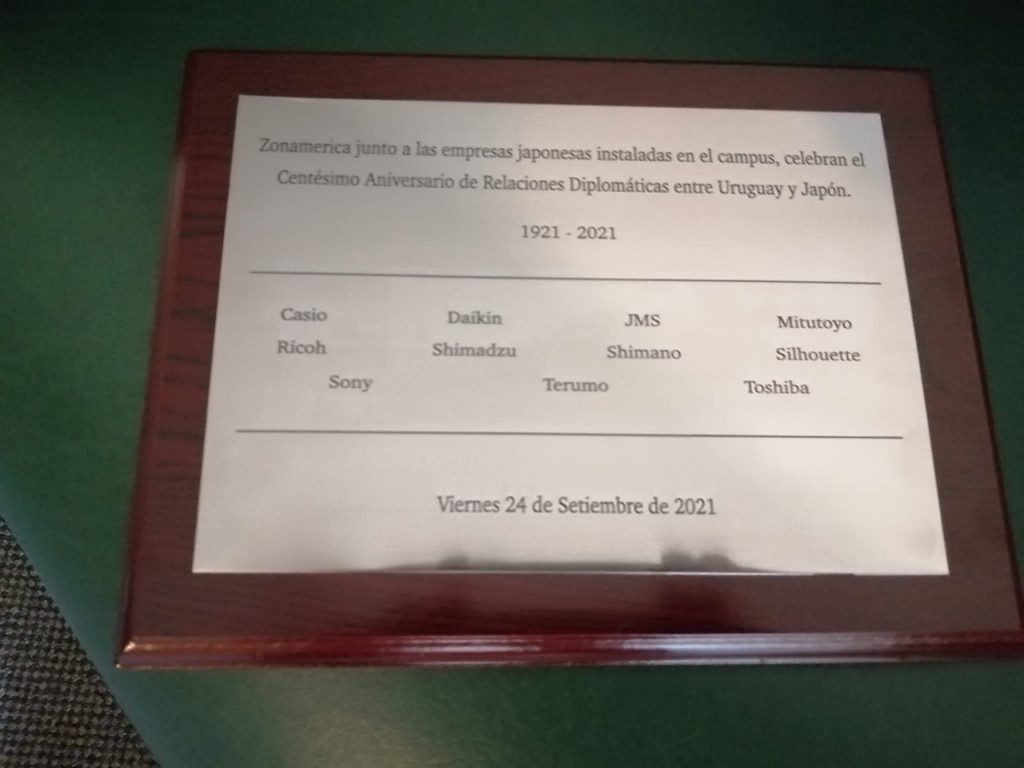 Zonamerica junto a las empresas japonesas instaladas en el campus, celebran el
Centésimo Aniversario de Relaciones Diplomáticas entre Uruguay y Japón.
1921 - 2021
Casio Daikin JMS Mitutoyo
Ricoh Shimadzu Shimano Silhouette
Sony Terumo Toshiba
Viernes 24 de Setiembre de 2021